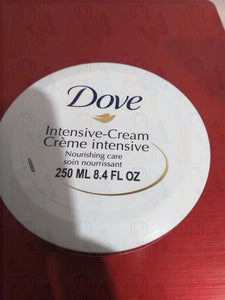 Dove
Intensive-Cream
Crème intensive
Nourishing care
soin nourrissant
250 ML 8.4 FL OZ